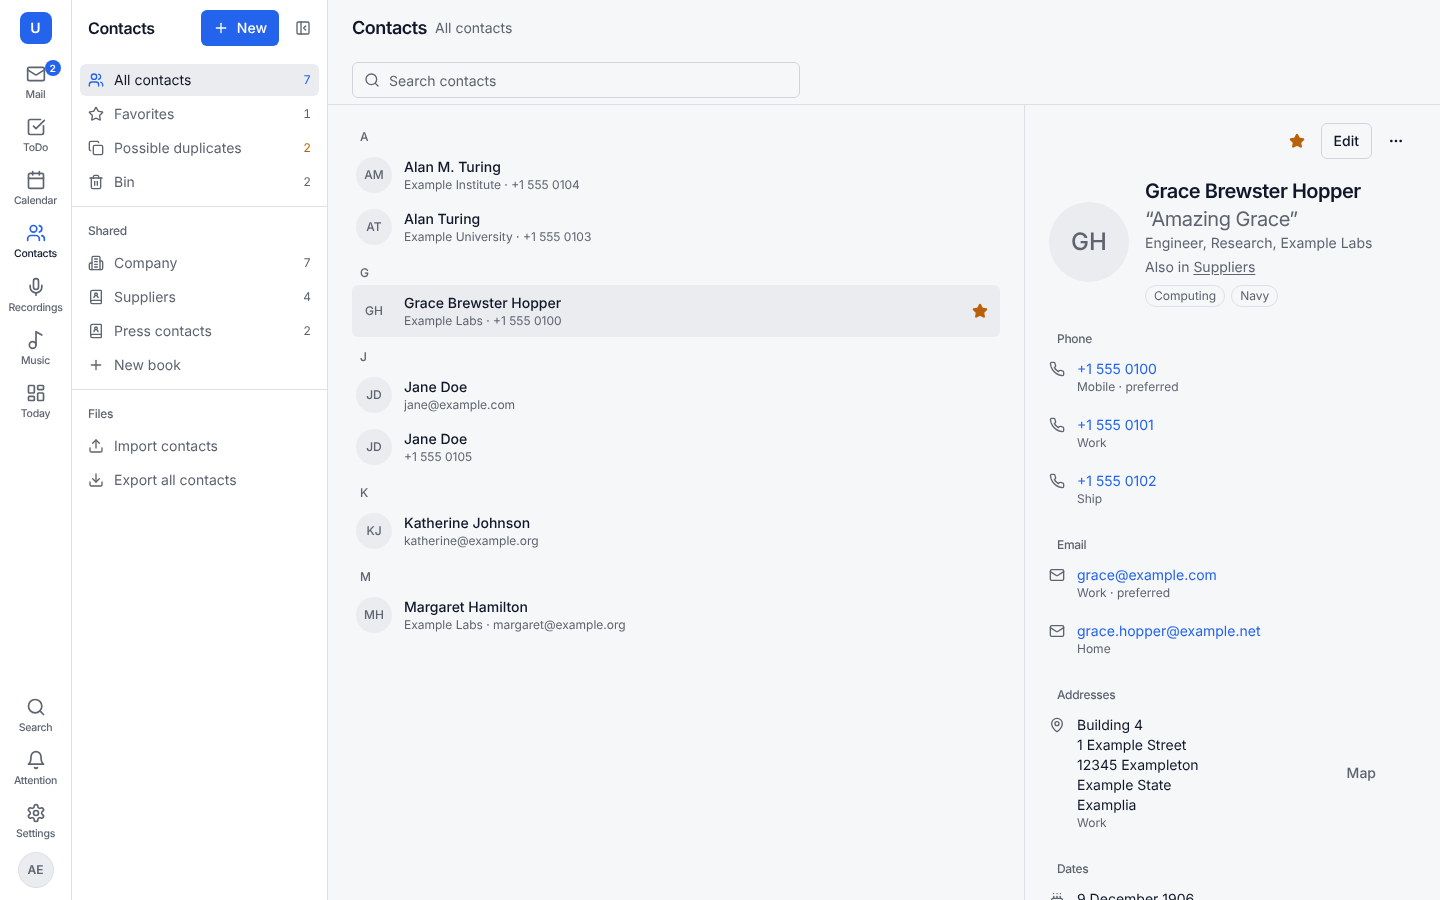 U
2
Mail
ToDo
Calendar
Contacts
Recordings
Music
Today
Search
Attention
Settings
AE
Contacts
New
All contacts 7
Favorites 1
Possible duplicates 2
Bin 2
Shared
Company 7
Suppliers 4
Press contacts 2
New book
Files
Import contacts
Export all contacts
Contacts All contacts
Search contacts
A
AM
Alan M. Turing
Example Institute · +1 555 0104
AT
Alan Turing
Example University · +1 555 0103
G
GH
Grace Brewster Hopper
Example Labs · +1 555 0100
J
JD
Jane Doe
jane@example.com
JD
Jane Doe
+1 555 0105
K
KJ
Katherine Johnson
katherine@example.org
M
MH
Margaret Hamilton
Example Labs · margaret@example.org
Edit
GH
Grace Brewster Hopper
“Amazing Grace”
Engineer, Research, Example Labs
Also in Suppliers
Computing Navy
Phone
+1 555 0100
Mobile · preferred
+1 555 0101
Work
+1 555 0102
Ship
Email
grace@example.com
Work · preferred
grace.hopper@example.net
Home
Addresses
Building 4
1 Example Street
12345 Exampleton
Example State
Examplia
Work
Map
Dates
9 December 1906